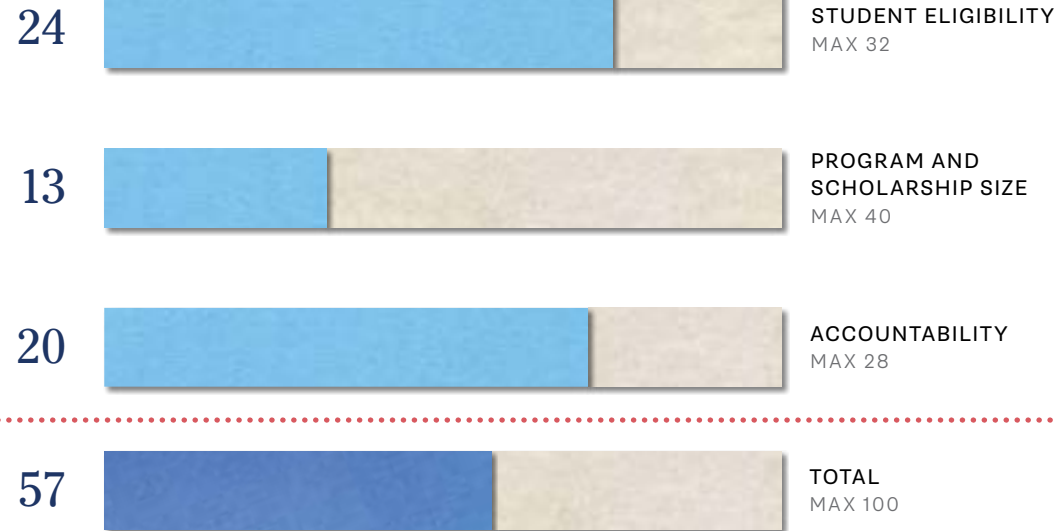 24
STUDENT ELIGIBILITY
MAX 32
13
PROGRAM AND
SCHOLARSHIP SIZE
MAX 40
20
ACCOUNTABILITY
MAX 28
57
TOTAL
MAX 100